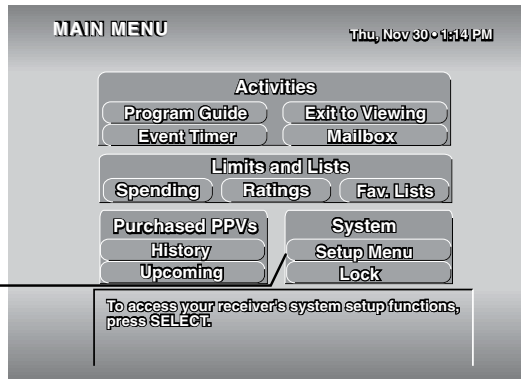 MAIN MENU
Thu, Nov 30 • 1:14 PM
Activities
Program Guide Exit to Viewing
Event Timer Mailbox
Limits and Lists
Spending Ratings Fav. Lists
Purchased PPVs System
History Setup Menu
Upcoming Lock
To access your receiver's system setup functions,
press SELECT.